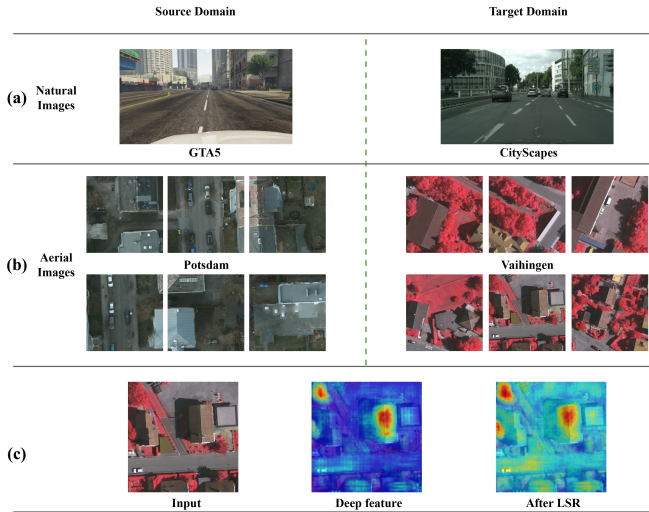 Source Domain
Target Domain
(a)
Natural
Images
GTA5
CityScapes
(b)
Aerial
Images
Potsdam
Vaihingen
(c)
Input
Deep feature
After LSR